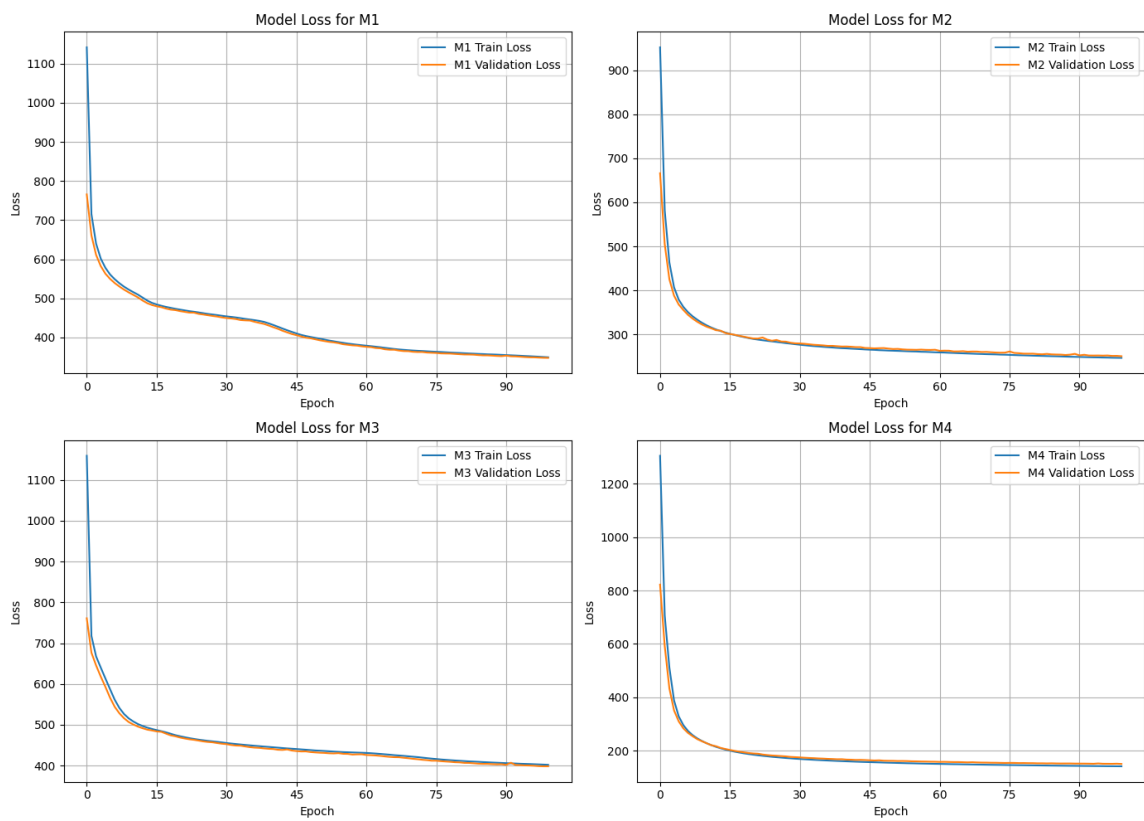 Model Loss for M1
M1 Train Loss
M1 Validation Loss
Loss
1100
1000
900
800
700
600
500
400
0 15 30 45 60 75 90
Epoch
Model Loss for M2
M2 Train Loss
M2 Validation Loss
Loss
900
800
700
600
500
400
300
0 15 30 45 60 75 90
Epoch
Model Loss for M3
M3 Train Loss
M3 Validation Loss
Loss
1100
1000
900
800
700
600
500
400
0 15 30 45 60 75 90
Epoch
Model Loss for M4
M4 Train Loss
M4 Validation Loss
Loss
1200
1000
800
600
400
200
0 15 30 45 60 75 90
Epoch